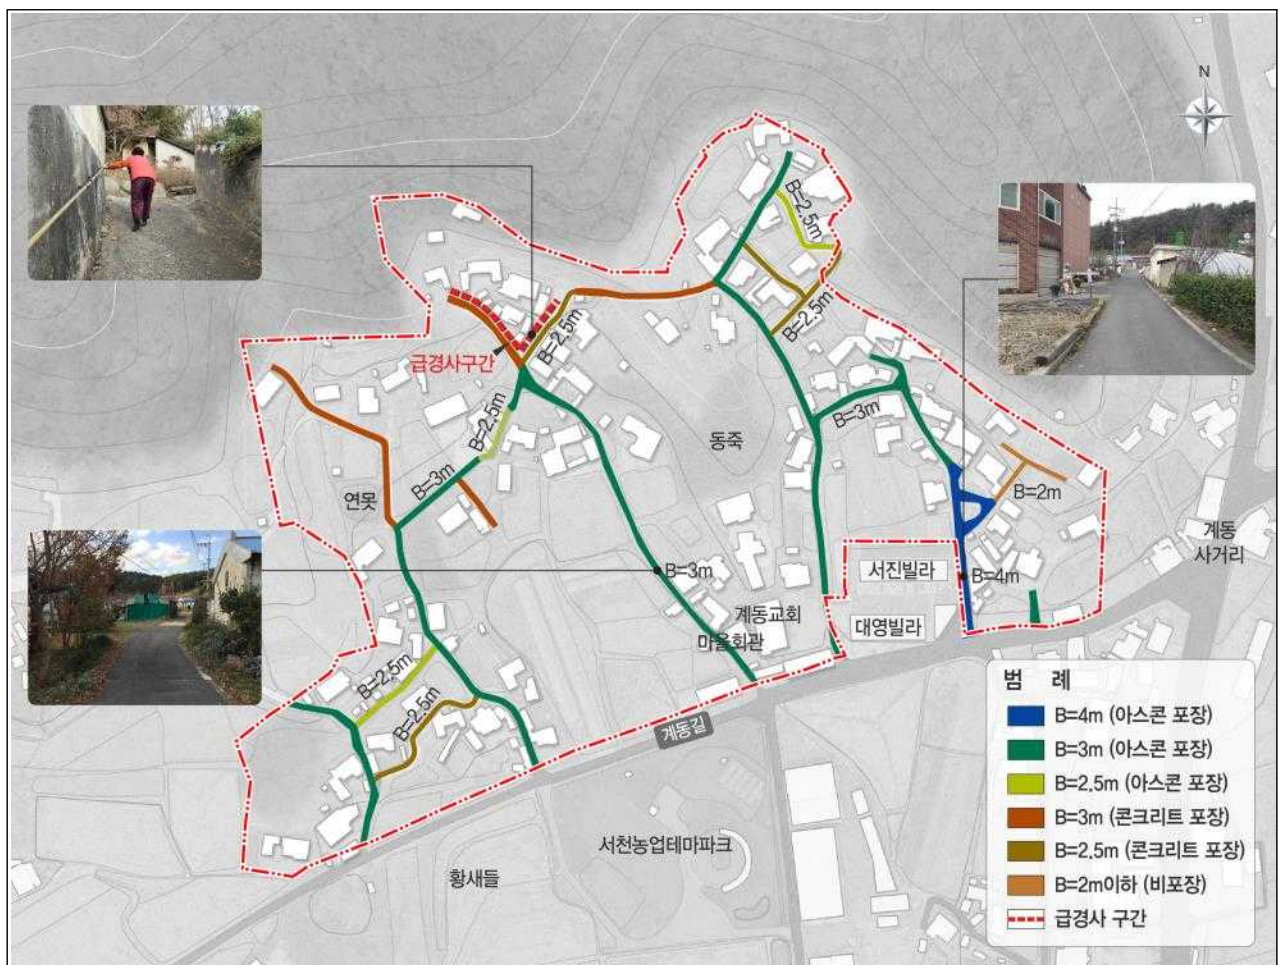 N
B=2.5m
B=2.5m
B=2.5m
급경사구간
B=2.5m
B=3m
동죽
B=3m
연못
B=2m
계동
사거리
B=3m
서진빌라
B=4m
계동교회
대영빌라
마을회관
B=2.5m
B=2.5m
계동길
서천농업테마파크
황새들
범 례
B=4m (아스콘 포장)
B=3m (아스콘 포장)
B=2.5m (아스콘 포장)
B=3m (콘크리트 포장)
B=2.5m (콘크리트 포장)
B=2m이하 (비포장)
급경사 구간